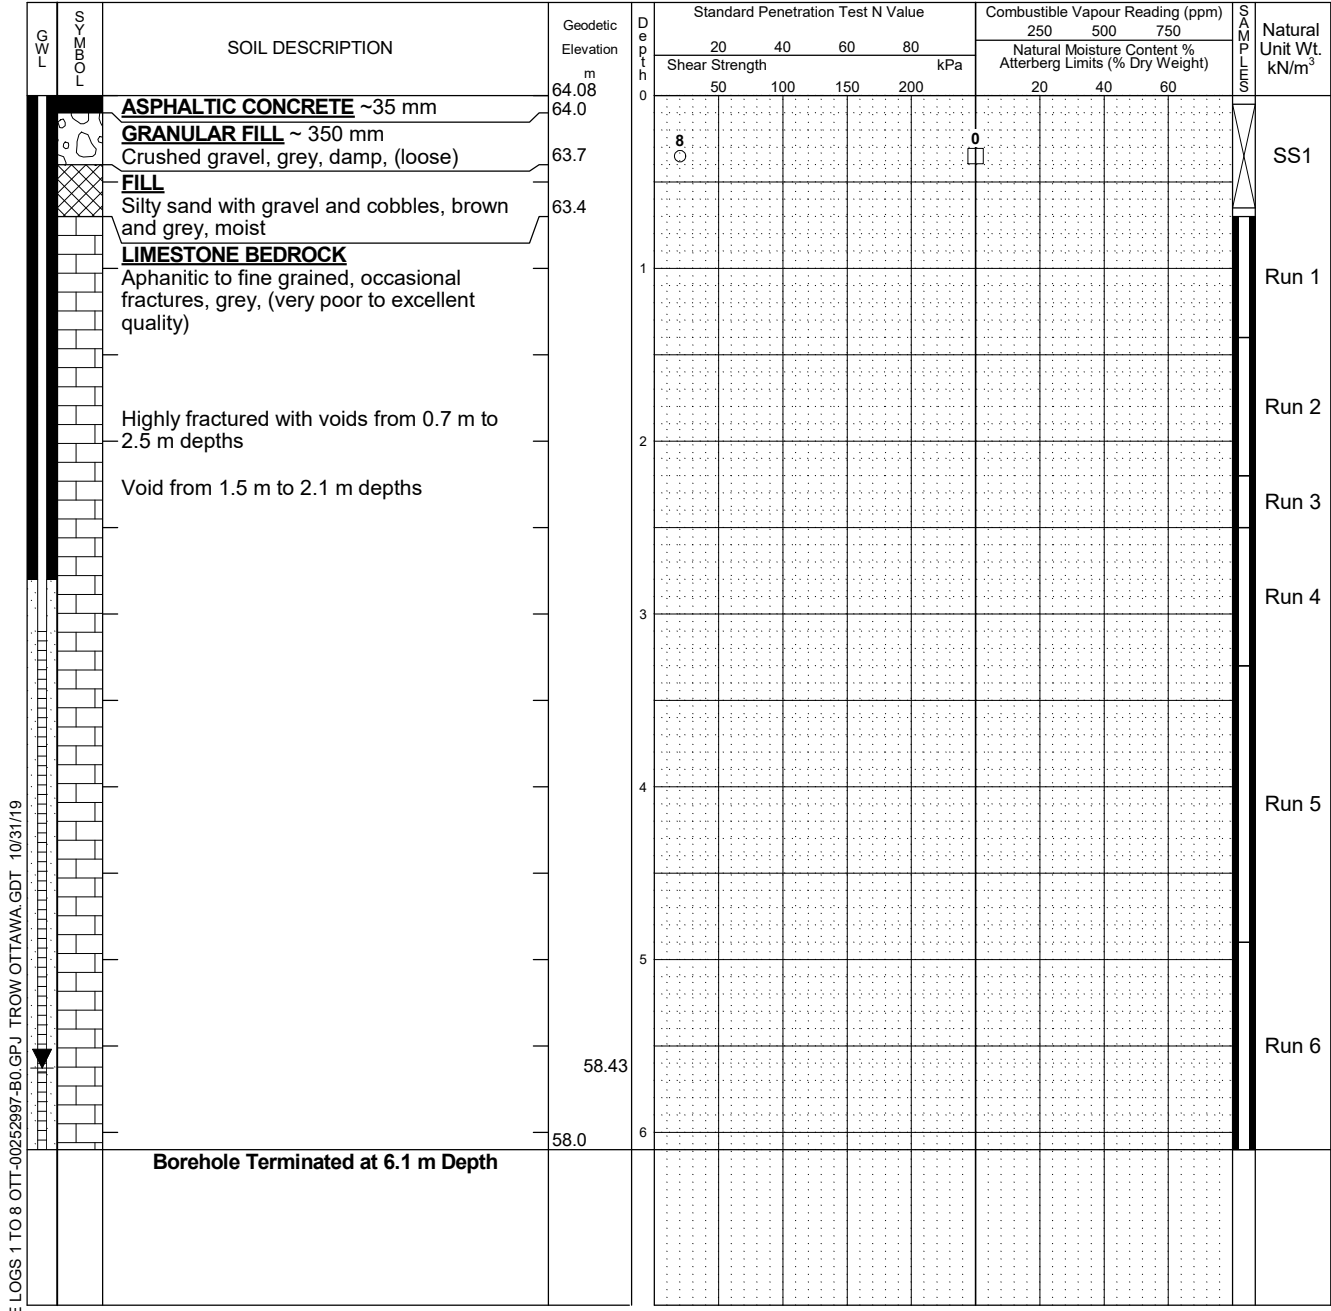 GWL
SYMBOL
SOIL DESCRIPTION
Geodetic
Elevation
m
64.08
Depth
Standard Penetration Test N Value
20 40 60 80
Shear Strength kPa
50 100 150 200
Combustible Vapour Reading (ppm)
250 500 750
Natural Moisture Content %
Atterberg Limits (% Dry Weight)
20 40 60
SAMPLES
Natural
Unit Wt.
kN/m³
0
ASPHALTIC CONCRETE ~35 mm
64.0
GRANULAR FILL ~ 350 mm
Crushed gravel, grey, damp, (loose)
63.7
8
0
SS1
FILL
Silty sand with gravel and cobbles, brown
and grey, moist
63.4
LIMESTONE BEDROCK
Aphanitic to fine grained, occasional
fractures, grey, (very poor to excellent
quality)
1
Run 1
Highly fractured with voids from 0.7 m to
2.5 m depths
Run 2
2
Void from 1.5 m to 2.1 m depths
Run 3
Run 4
3
4
Run 5
5
Run 6
58.43
6
58.0
Borehole Terminated at 6.1 m Depth
E LOGS 1 TO 8 OTT-00252997-B0.GPJ TROW OTTAWA.GDT 10/31/19